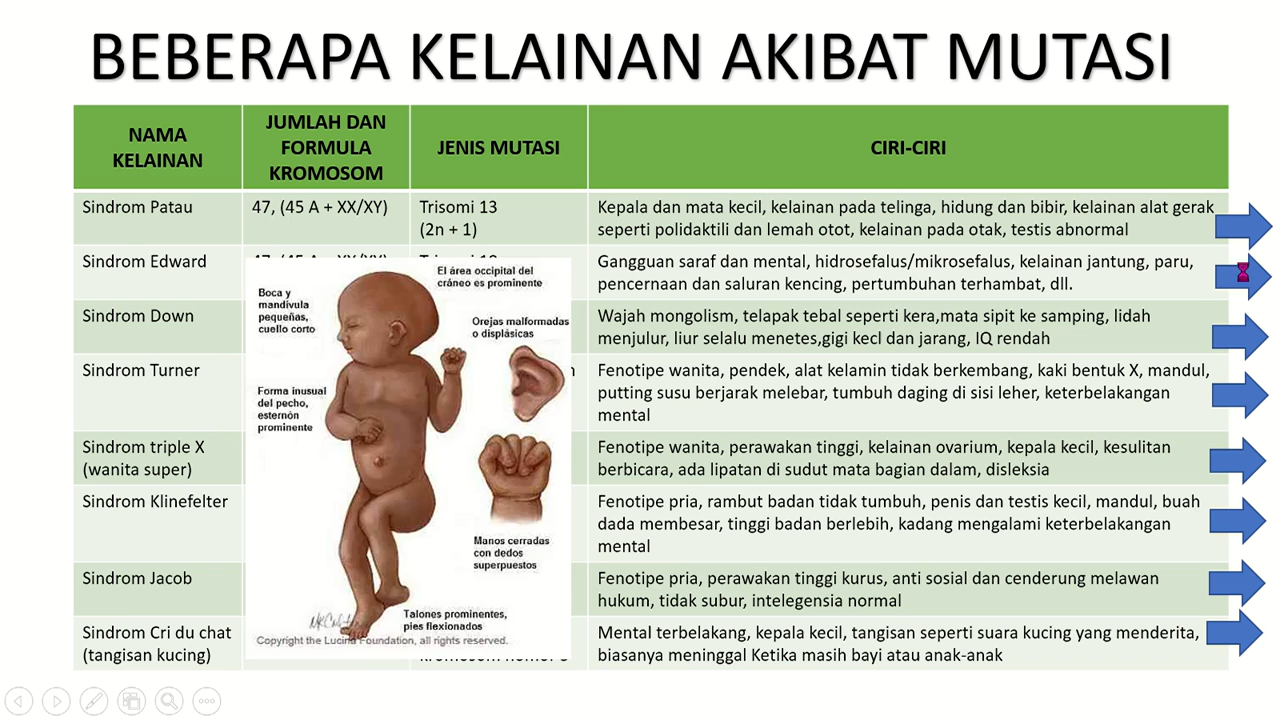 BEBERAPA KELAINAN AKIBAT MUTASI
NAMA
KELAINAN
JUMLAH DAN
FORMULA
KROMOSOM
JENIS MUTASI
CIRI-CIRI
Sindrom Patau
47, (45 A + XX/XY)
Trisomi 13
(2n + 1)
Kepala dan mata kecil, kelainan pada telinga, hidung dan bibir, kelainan alat gerak
seperti polidaktili dan lemah otot, kelainan pada otak, testis abnormal
Sindrom Edward
Gangguan saraf dan mental, hidrosefalus/mikrosefalus, kelainan jantung, paru,
pencernaan dan saluran kencing, pertumbuhan terhambat, dll.
Sindrom Down
Wajah mongolism, telapak tebal seperti kera,mata sipit ke samping, lidah
menjulur, liur selalu menetes,gigi kecl dan jarang, IQ rendah
Sindrom Turner
Fenotipe wanita, pendek, alat kelamin tidak berkembang, kaki bentuk X, mandul,
putting susu berjarak melebar, tumbuh daging di sisi leher, keterbelakangan
mental
Sindrom triple X
(wanita super)
Fenotipe wanita, perawakan tinggi, kelainan ovarium, kepala kecil, kesulitan
berbicara, ada lipatan di sudut mata bagian dalam, disleksia
Sindrom Klinefelter
Fenotipe pria, rambut badan tidak tumbuh, penis dan testis kecil, mandul, buah
dada membesar, tinggi badan berlebih, kadang mengalami keterbelakangan
mental
Sindrom Jacob
Fenotipe pria, perawakan tinggi kurus, anti sosial dan cenderung melawan
hukum, tidak subur, intelegensia normal
Sindrom Cri du chat
(tangisan kucing)
Mental terbelakang, kepala kecil, tangisan seperti suara kucing yang menderita,
biasanya meninggal Ketika masih bayi atau anak-anak
El área occipital del
cráneo es prominente
Boca y
mandívula
pequeñas,
cuello corto
Orejas malformadas
o displásicas
Forma inusual
del pecho,
esternón
prominente
Manos cerradas
con dedos
superpuestos
Talones prominentes,
pies flexionados
Copyright the Lucina Foundation, all rights reserved.